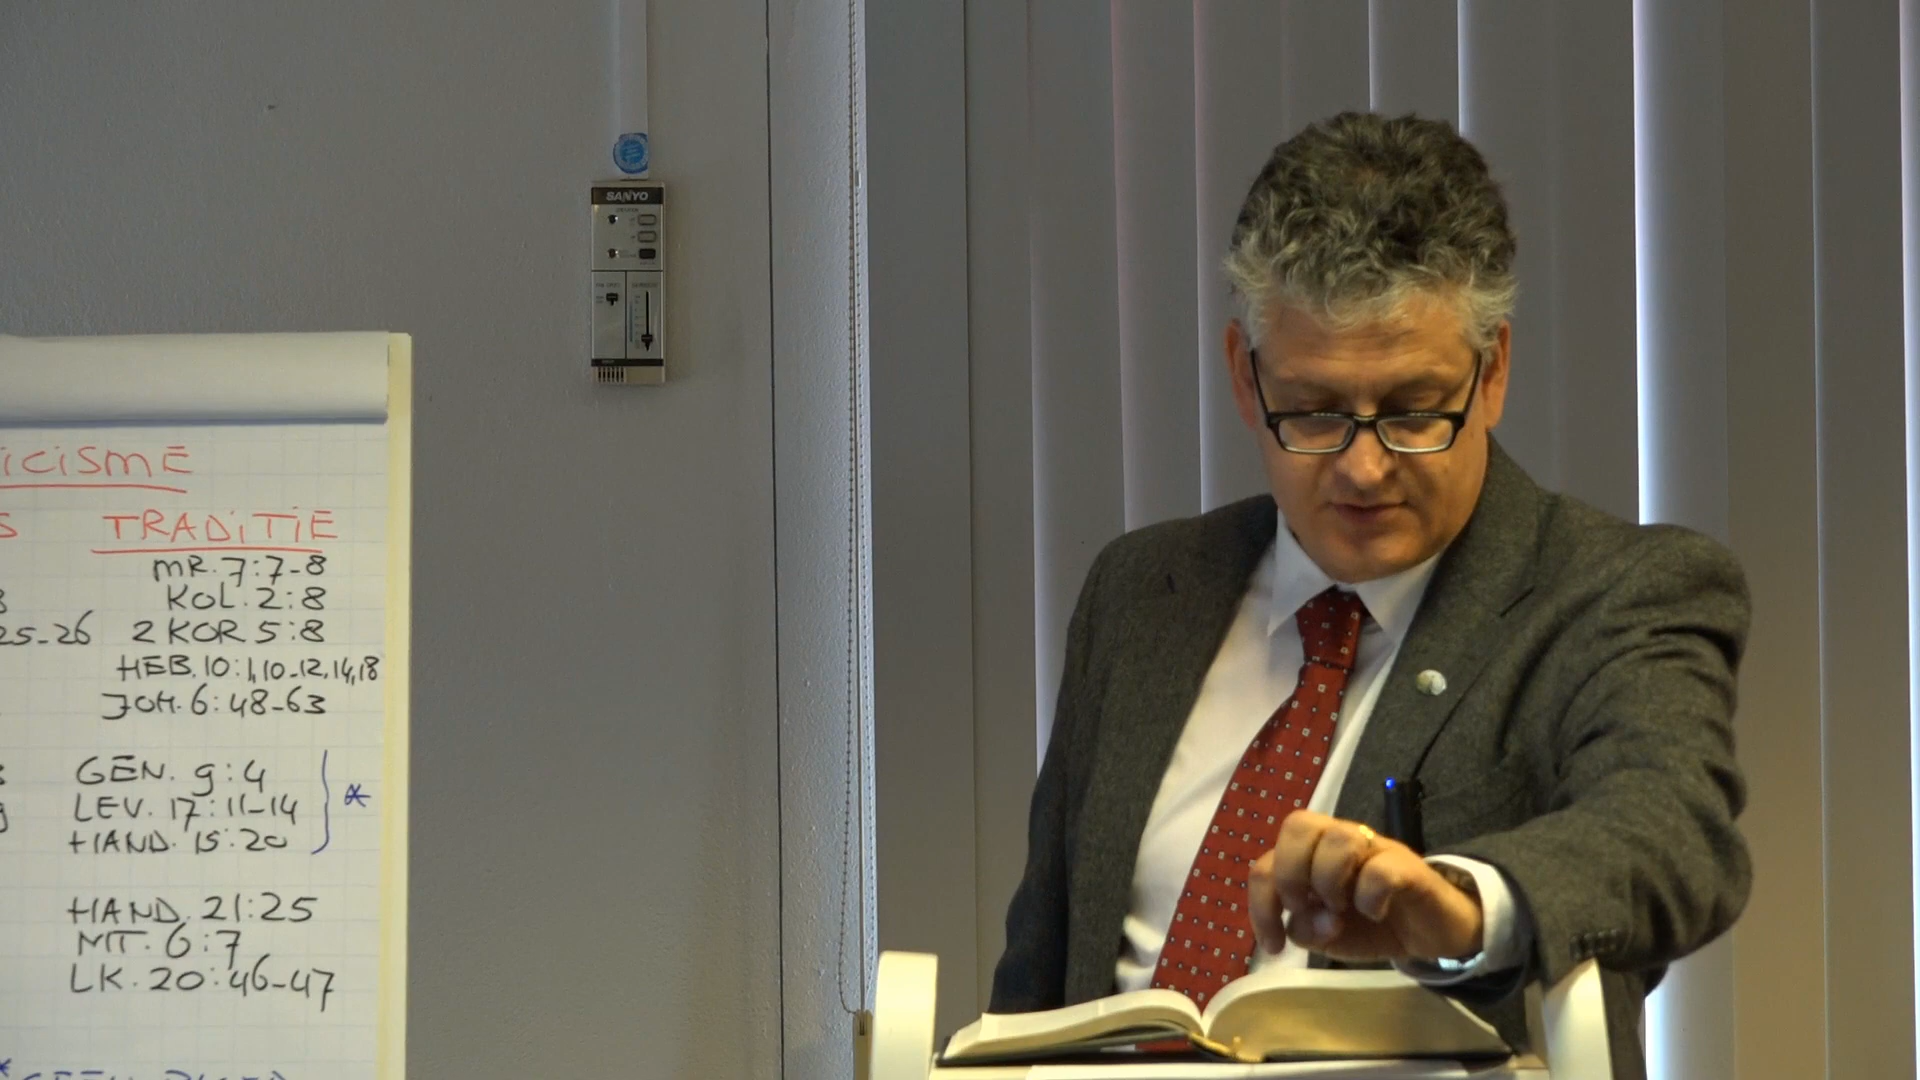 SANYO
iCiSME
S TRADiTiE
MR. 7:7-8
KOL. 2:8
25-26 2 KOR 5:8
HEB. 10:1,10-12,14,18
JOH. 6:48-63
GEN. 9:4
LEV. 17:11-14 *
HAND. 15:20
HAND. 21:25
MT. 6:7
LK. 20:46-47